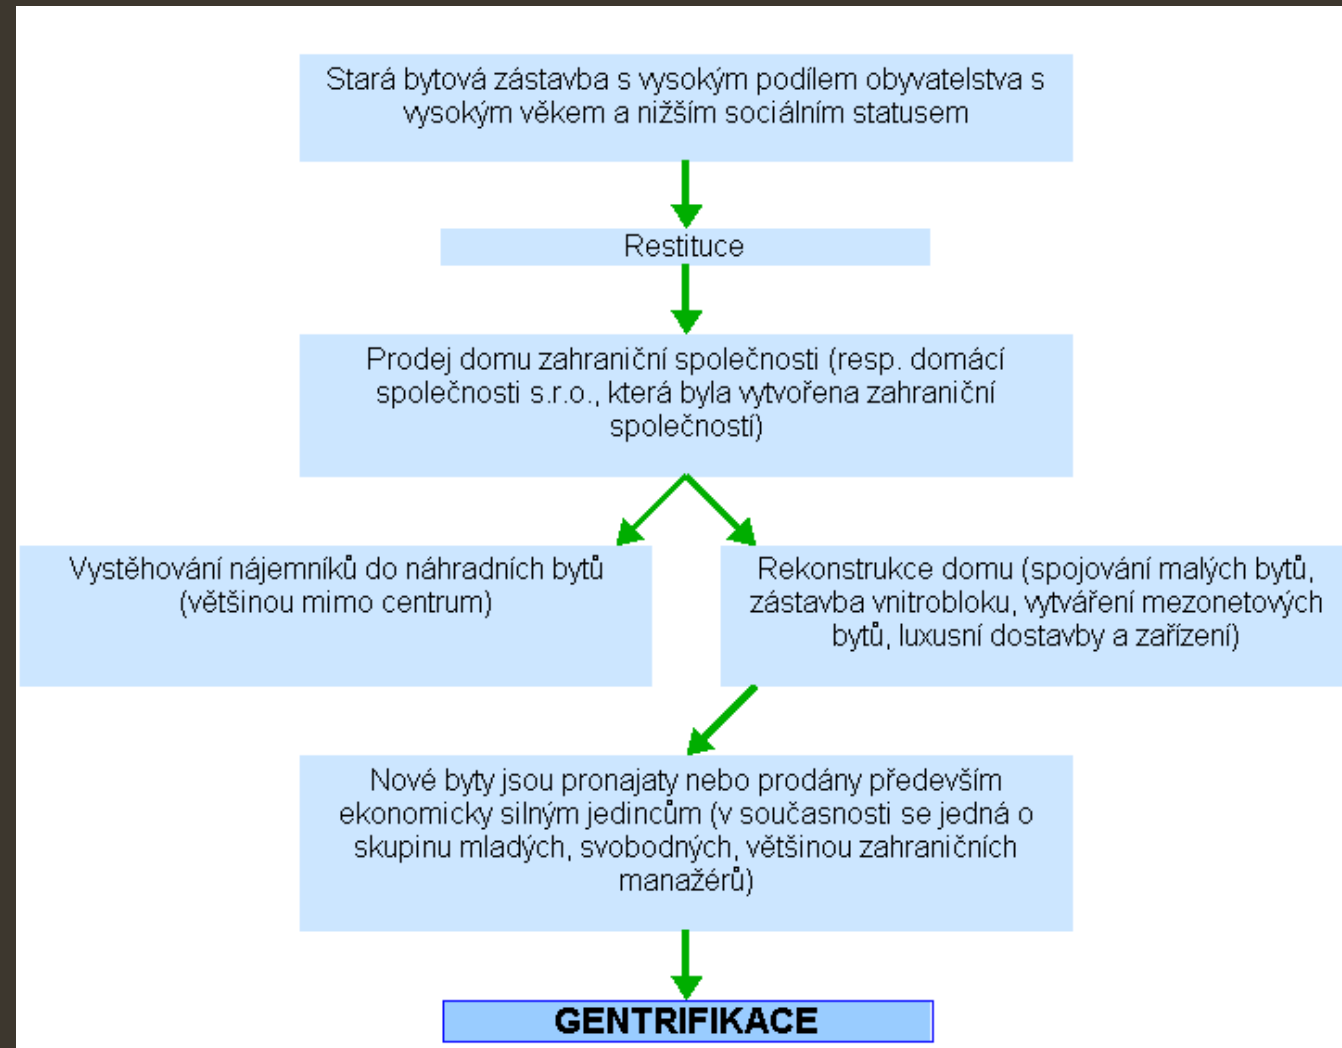 Stará bytová zástavba s vysokým podílem obyvatelstva s
vysokým věkem a nižším sociálním statusem
Restituce
Prodej domu zahraniční společnosti (resp. domácí
společnosti s.r.o., která byla vytvořena zahraniční
společností)
Vystěhování nájemníků do náhradních bytů
(většinou mimo centrum)
Rekonstrukce domu (spojování malých bytů,
zástavba vnitrobloku, vytváření mezonetových
bytů, luxusní dostavby a zařízení)
Nové byty jsou pronajaty nebo prodány především
ekonomicky silným jedincům (v současnosti se jedná o
skupinu mladých, svobodných, většinou zahraničních
manažérů)
GENTRIFIKACE